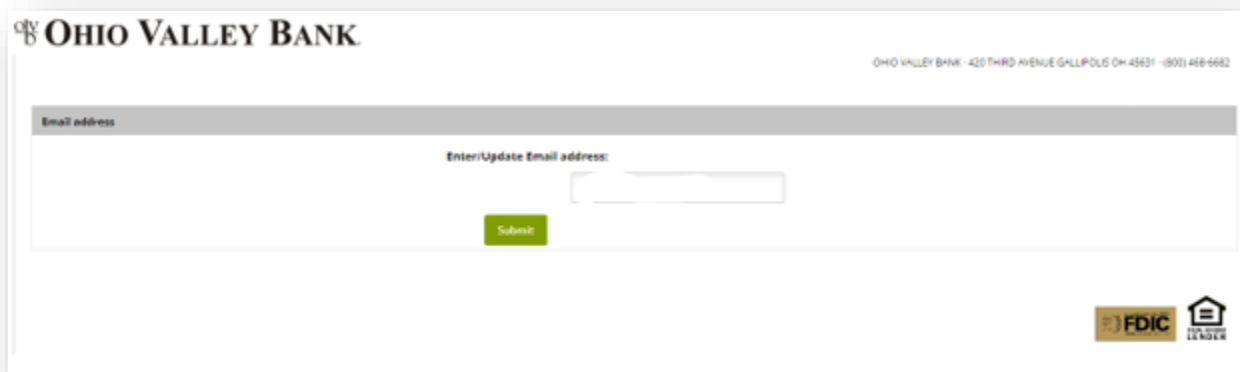 OHIO VALLEY BANK
OHIO VALLEY BANK - 420 THIRD AVENUE GALLIPOLIS OH 45631 - (800) 468-6682
Email address
Enter/Update Email address:
Submit
FDIC
LENDER